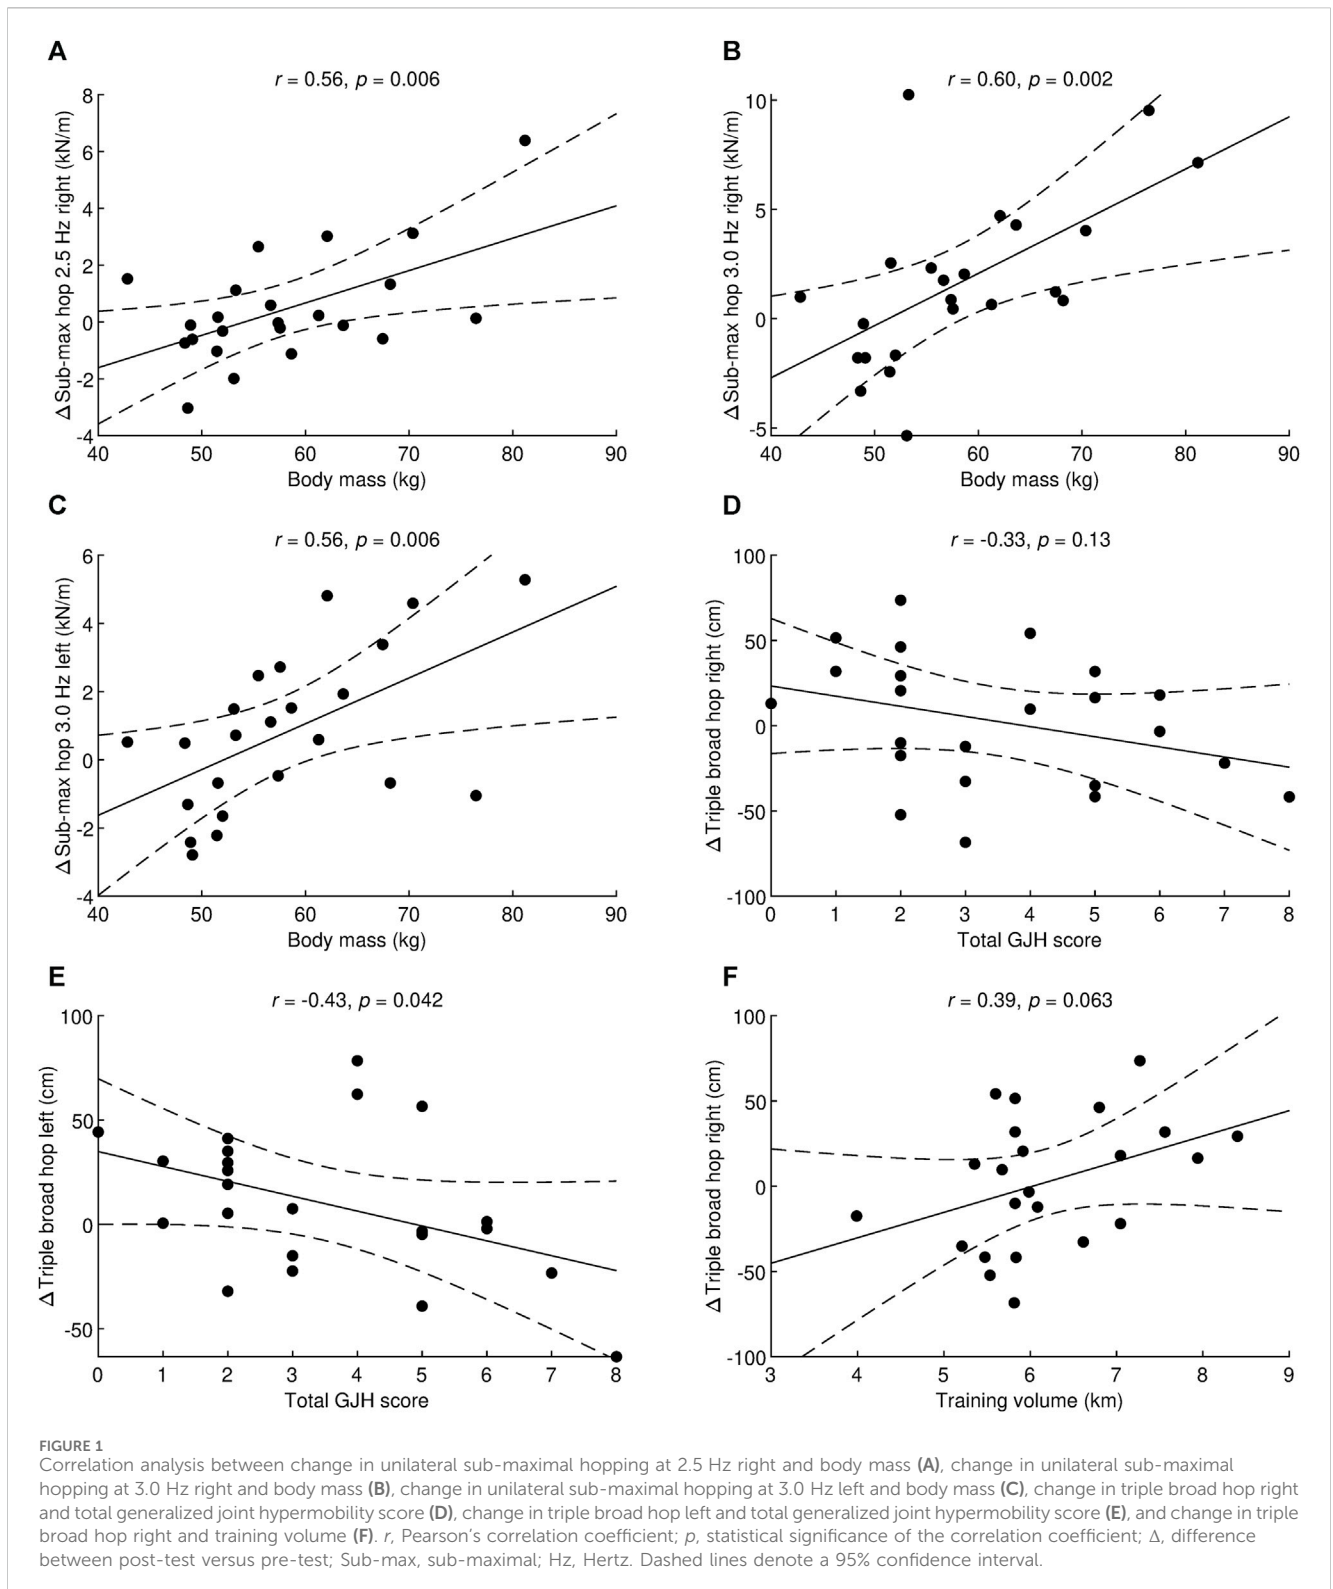 A
r = 0.56, p = 0.006
8
6
4
2
0
-2
-4
40 50 60 70 80 90
Body mass (kg)
Δ Sub-max hop 2.5 Hz right (kN/m)
B
r = 0.60, p = 0.002
10
5
0
-5
40 50 60 70 80 90
Body mass (kg)
Δ Sub-max hop 3.0 Hz right (kN/m)
C
r = 0.56, p = 0.006
6
4
2
0
-2
-4
40 50 60 70 80 90
Body mass (kg)
Δ Sub-max hop 3.0 Hz left (kN/m)
D
r = -0.33, p = 0.13
100
50
0
-50
-100
0 1 2 3 4 5 6 7 8
Total GJH score
Δ Triple broad hop right (cm)
E
r = -0.43, p = 0.042
100
50
0
-50
0 1 2 3 4 5 6 7 8
Total GJH score
Δ Triple broad hop left (cm)
F
r = 0.39, p = 0.063
100
50
0
-50
-100
3 4 5 6 7 8 9
Training volume (km)
Δ Triple broad hop right (cm)
FIGURE 1
Correlation analysis between change in unilateral sub-maximal hopping at 2.5 Hz right and body mass (A), change in unilateral sub-maximal
hopping at 3.0 Hz right and body mass (B), change in unilateral sub-maximal hopping at 3.0 Hz left and body mass (C), change in triple broad hop right
and total generalized joint hypermobility score (D), change in triple broad hop left and total generalized joint hypermobility score (E), and change in triple
broad hop right and training volume (F). r, Pearson's correlation coefficient; p, statistical significance of the correlation coefficient; Δ, difference
between post-test versus pre-test; Sub-max, sub-maximal; Hz, Hertz. Dashed lines denote a 95% confidence interval.